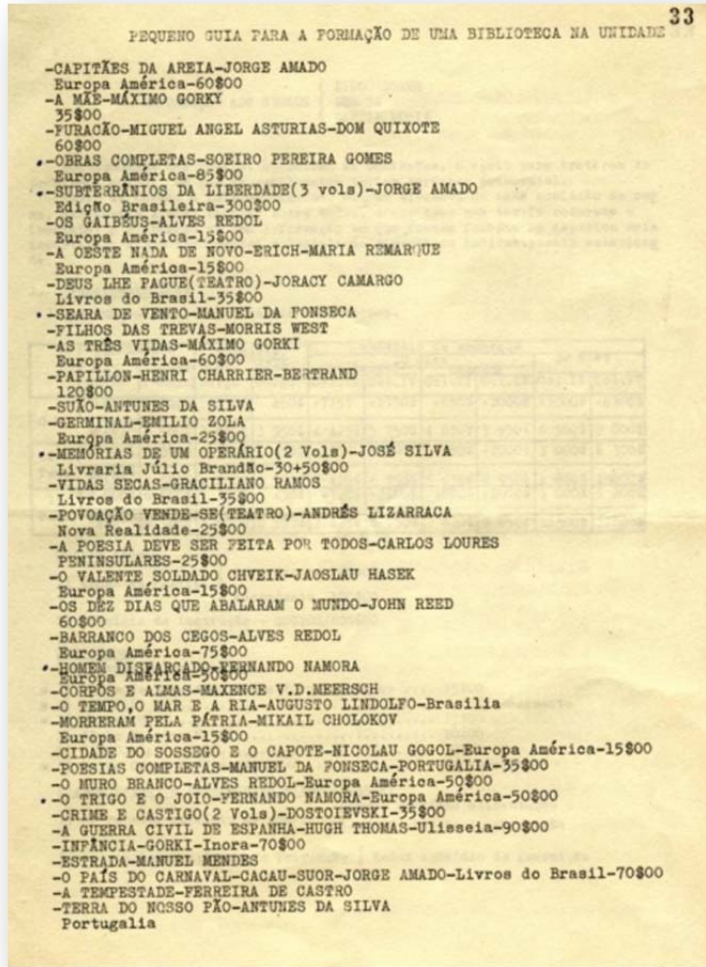 33
PEQUENO GUIA PARA A FORMAÇÃO DE UMA BIBLIOTECA NA UNIDADE
-CAPITÃES DA AREIA-JORGE AMADO
Europa América-60$00
-A MÃE-MÁXIMO GORKY
35$00
-FURACÃO-MIGUEL ANGEL ASTURIAS-DOM QUIXOTE
60$00
•-OBRAS COMPLETAS-SOEIRO PEREIRA GOMES
Europa América-85$00
•-SUBTERRÂNIOS DA LIBERDADE(3 vols)-JORGE AMADO
Edição Brasileira-300$00
-OS GAIBÉUS-ALVES REDOL
Europa América-15$00
-A OESTE NADA DE NOVO-ERICH-MARIA REMARQUE
Europa América-15$00
-DEUS LHE PAGUE(TEATRO)-JORACY CAMARGO
Livros do Brasil-35$00
•-SEARA DE VENTO-MANUEL DA FONSECA
-FILHOS DAS TREVAS-MORRIS WEST
-AS TRÊS VIDAS-MÁXIMO GORKI
Europa América-60$00
-PAPILLON-HENRI CHARRIER-BERTRAND
120$00
-SUÃO-ANTUNES DA SILVA
-GERMINAL-EMILIO ZOLA
Europa América-25$00
•-MEMÓRIAS DE UM OPERÁRIO(2 Vols)-JOSÉ SILVA
Livraria Júlio Brandão-30+50$00
-VIDAS SECAS-GRACILIANO RAMOS
Livros do Brasil-35$00
-POVOAÇÃO VENDE-SE(TEATRO)-ANDRÉS LIZARRACA
Nova Realidade-25$00
-A POESIA DEVE SER FEITA POR TODOS-CARLOS LOURES
PENINSULARES-25$00
-O VALENTE SOLDADO CHVEIK-JAOSLAU HASEK
Europa América-15$00
-OS DEZ DIAS QUE ABALARAM O MUNDO-JOHN REED
60$00
-BARRANCO DOS CEGOS-ALVES REDOL
Europa América-75$00
•-HOMEM DISFARÇADO-FERNANDO NAMORA
Europa América-50$00
-CORPOS E ALMAS-MAXENCE V.D.MEERSCH
-O TEMPO,O MAR E A RIA-AUGUSTO LINDOLFO-Brasilia
-MORRERAM PELA PÁTRIA-MIKAIL CHOLOKOV
Europa América-15$00
-CIDADE DO SOSSEGO E O CAPOTE-NICOLAU GOGOL-Europa América-15$00
-POESIAS COMPLETAS-MANUEL DA FONSECA-PORTUGALIA-35$00
-O MURO BRANCO-ALVES REDOL-Europa América-50$00
•-O TRIGO E O JOIO-FERNANDO NAMORA-Europa América-50$00
-CRIME E CASTIGO(2 Vols)-DOSTOIEVSKI-35$00
-A GUERRA CIVIL DE ESPANHA-HUGH THOMAS-Ulisseia-90$00
-INFÂNCIA-GORKI-Inora-70$00
-ESTRADA-MANUEL MENDES
-O PAÍS DO CARNAVAL-CACAU-SUOR-JORGE AMADO-Livros do Brasil-70$00
-A TEMPESTADE-FERREIRA DE CASTRO
-TERRA DO NOSSO PÃO-ANTUNES DA SILVA
Portugalia